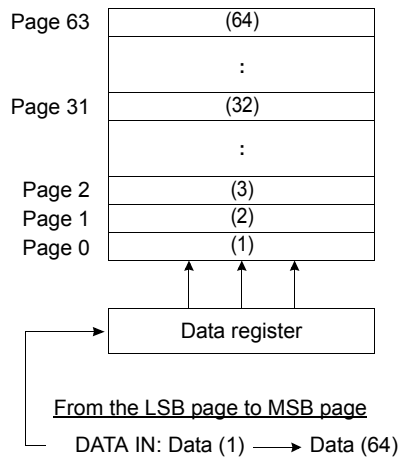 Page 63 (64)
:
Page 31 (32)
:
Page 2 (3)
Page 1 (2)
Page 0 (1)
Data register
From the LSB page to MSB page
DATA IN: Data (1) Data (64)